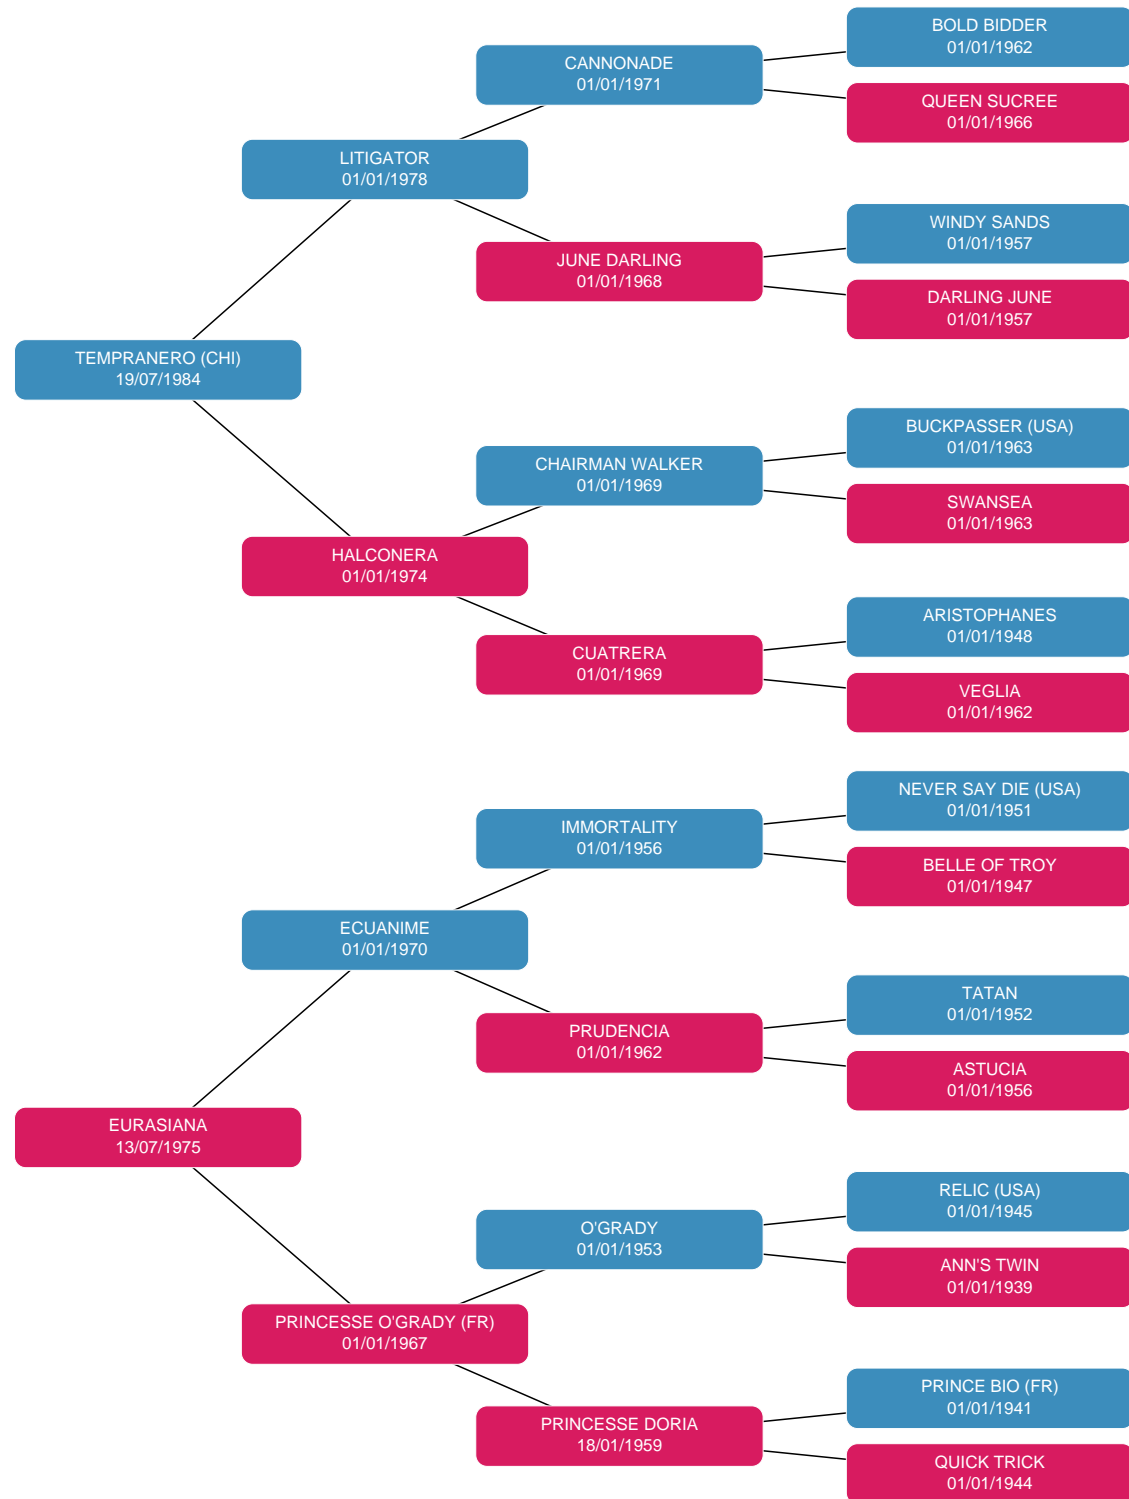 BOLD BIDDER
01/01/1962
CANNONADE
01/01/1971
QUEEN SUCREE
01/01/1966
LITIGATOR
01/01/1978
WINDY SANDS
01/01/1957
JUNE DARLING
01/01/1968
DARLING JUNE
01/01/1957
TEMPRANERO (CHI)
19/07/1984
BUCKPASSER (USA)
01/01/1963
CHAIRMAN WALKER
01/01/1969
SWANSEA
01/01/1963
HALCONERA
01/01/1974
ARISTOPHANES
01/01/1948
CUATRERA
01/01/1969
VEGLIA
01/01/1962
NEVER SAY DIE (USA)
01/01/1951
IMMORTALITY
01/01/1956
BELLE OF TROY
01/01/1947
ECUANIME
01/01/1970
TATAN
01/01/1952
PRUDENCIA
01/01/1962
ASTUCIA
01/01/1956
EURASIANA
13/07/1975
RELIC (USA)
01/01/1945
O'GRADY
01/01/1953
ANN'S TWIN
01/01/1939
PRINCESSE O'GRADY (FR)
01/01/1967
PRINCE BIO (FR)
01/01/1941
PRINCESSE DORIA
18/01/1959
QUICK TRICK
01/01/1944